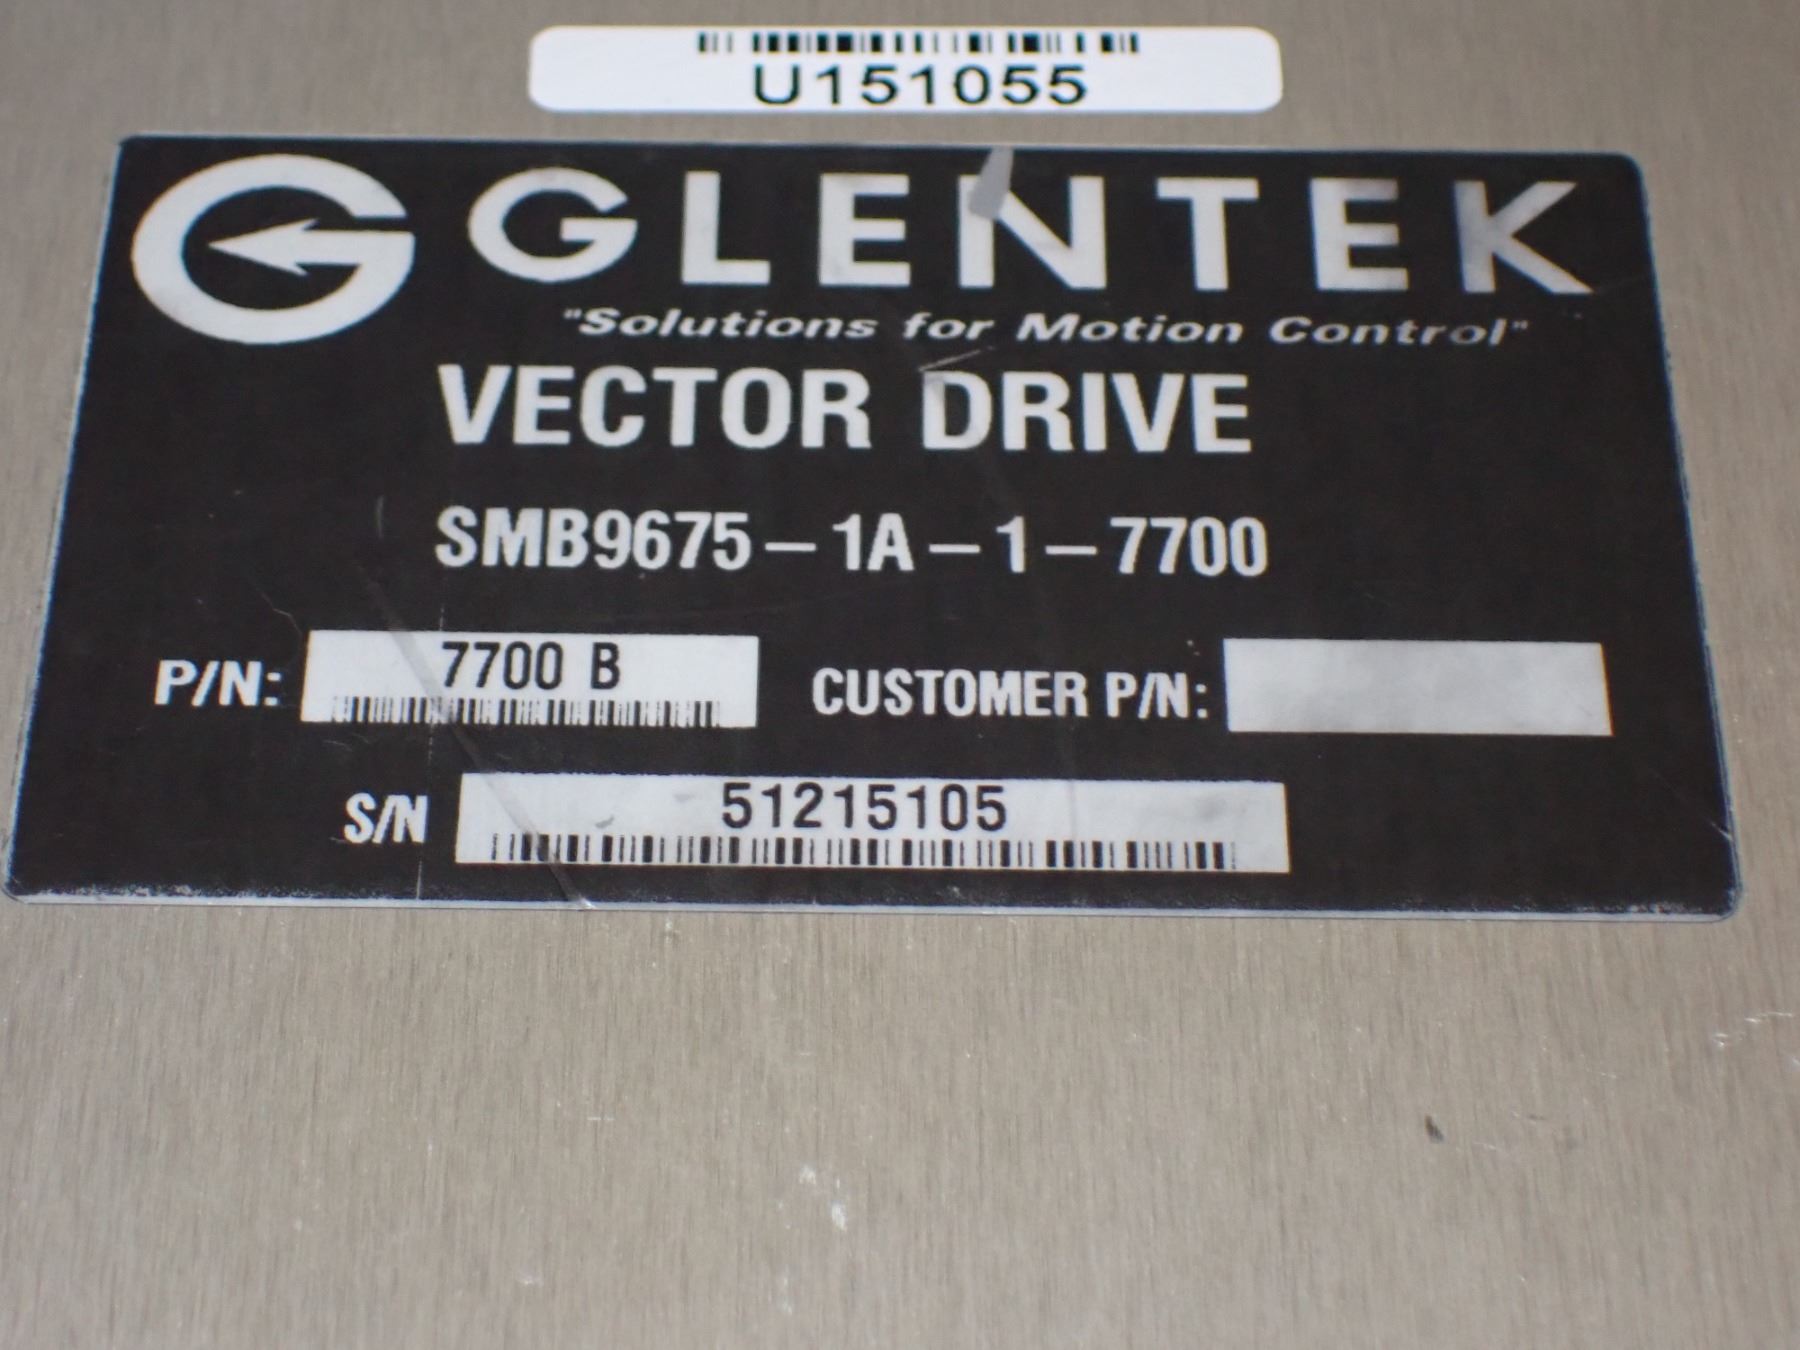 U151055
GLENTEK
"Solutions for Motion Control"
VECTOR DRIVE
SMB9675-1A-1-7700
P/N: 7700 B CUSTOMER P/N:
S/N 51215105